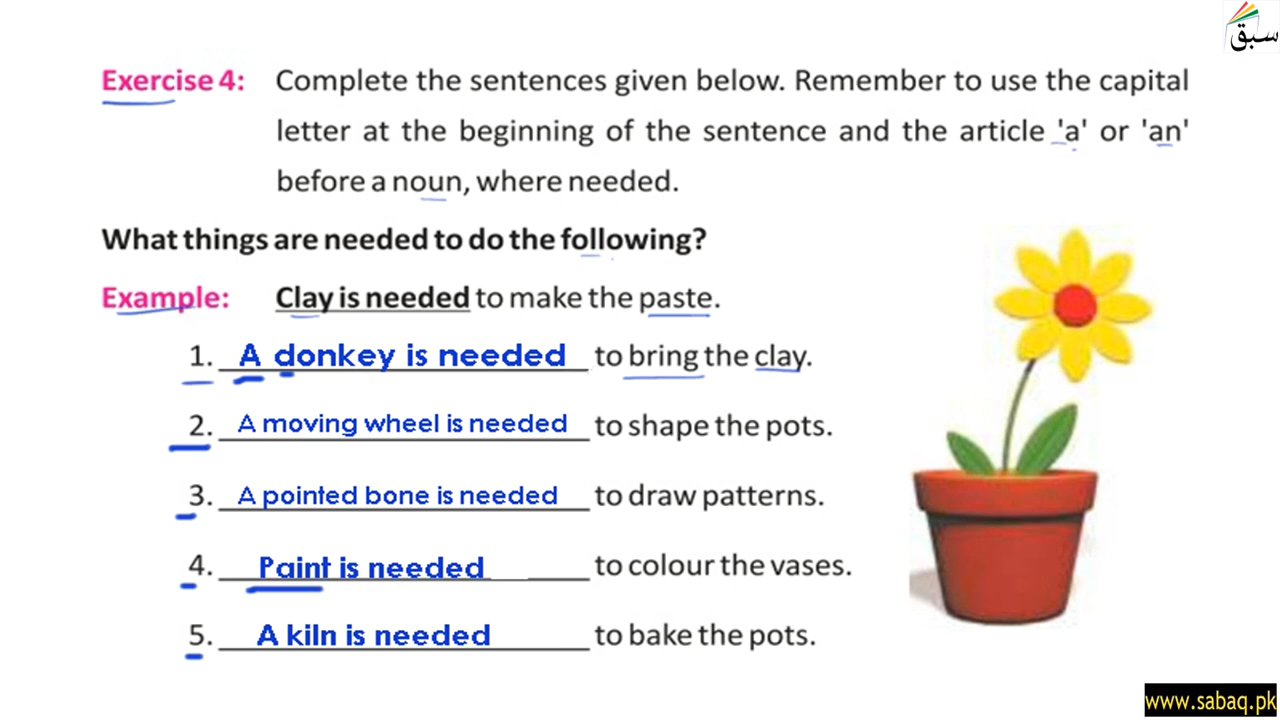 سبق
Exercise 4: Complete the sentences given below. Remember to use the capital
letter at the beginning of the sentence and the article 'a' or 'an'
before a noun, where needed.
What things are needed to do the following?
Example: Clay is needed to make the paste.
1. A donkey is needed to bring the clay.
2. A moving wheel is needed to shape the pots.
3. A pointed bone is needed to draw patterns.
4. Paint is needed to colour the vases.
5. A kiln is needed to bake the pots.
www.sabaq.pk